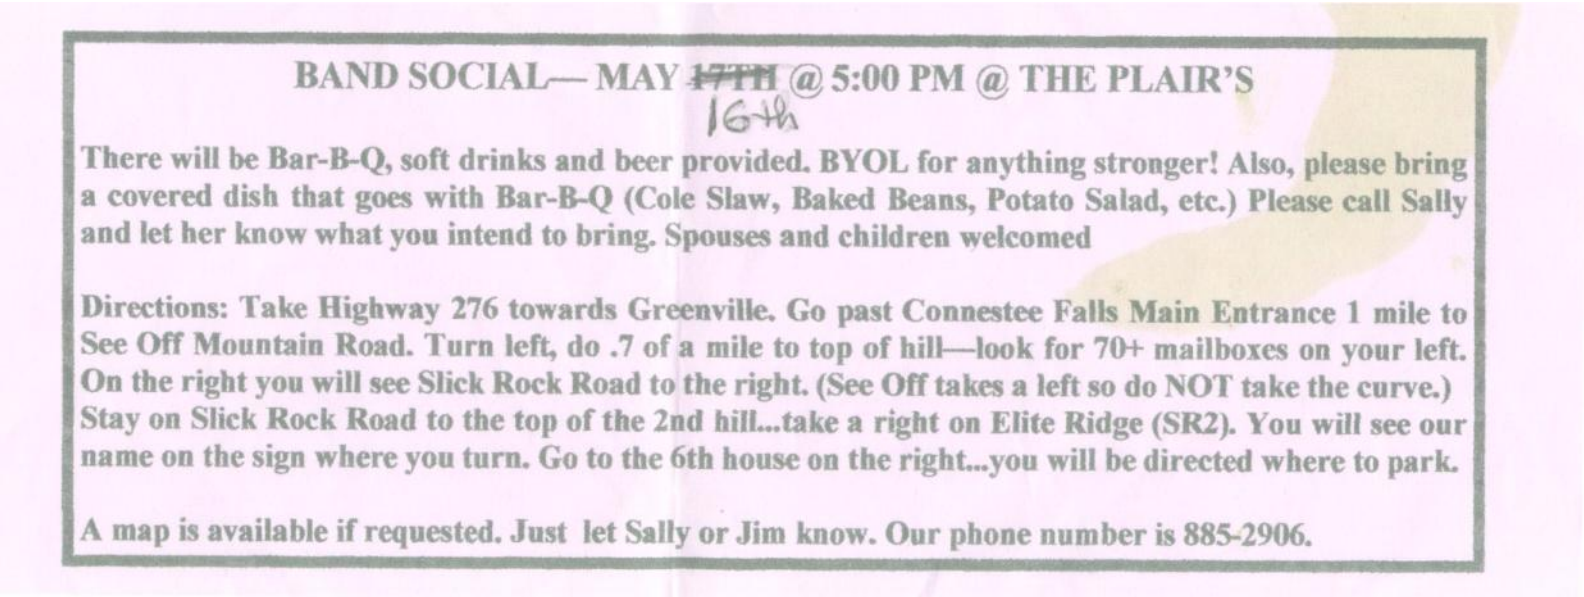 BAND SOCIAL— MAY 17TH @ 5:00 PM @ THE PLAIR'S
16th
There will be Bar-B-Q, soft drinks and beer provided. BYOL for anything stronger! Also, please bring
a covered dish that goes with Bar-B-Q (Cole Slaw, Baked Beans, Potato Salad, etc.) Please call Sally
and let her know what you intend to bring. Spouses and children welcomed
Directions: Take Highway 276 towards Greenville. Go past Connestee Falls Main Entrance 1 mile to
See Off Mountain Road. Turn left, do .7 of a mile to top of hill—look for 70+ mailboxes on your left.
On the right you will see Slick Rock Road to the right. (See Off takes a left so do NOT take the curve.)
Stay on Slick Rock Road to the top of the 2nd hill...take a right on Elite Ridge (SR2). You will see our
name on the sign where you turn. Go to the 6th house on the right...you will be directed where to park.
A map is available if requested. Just let Sally or Jim know. Our phone number is 885-2906.